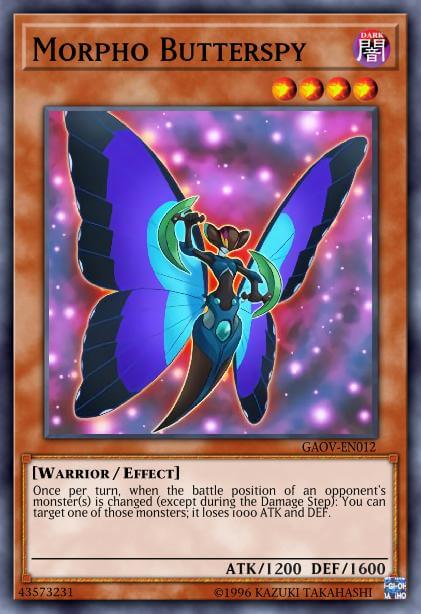 MORPHO BUTTERSPY
DARK
闇
GAOV-EN012
[WARRIOR / EFFECT]
Once per turn, when the battle position of an opponent's
monster(s) is changed (except during the Damage Step): You can
target one of those monsters; it loses 1000 ATK and DEF.
ATK/1200 DEF/1600
43573231
©1996 KAZUKI TAKAHASHI